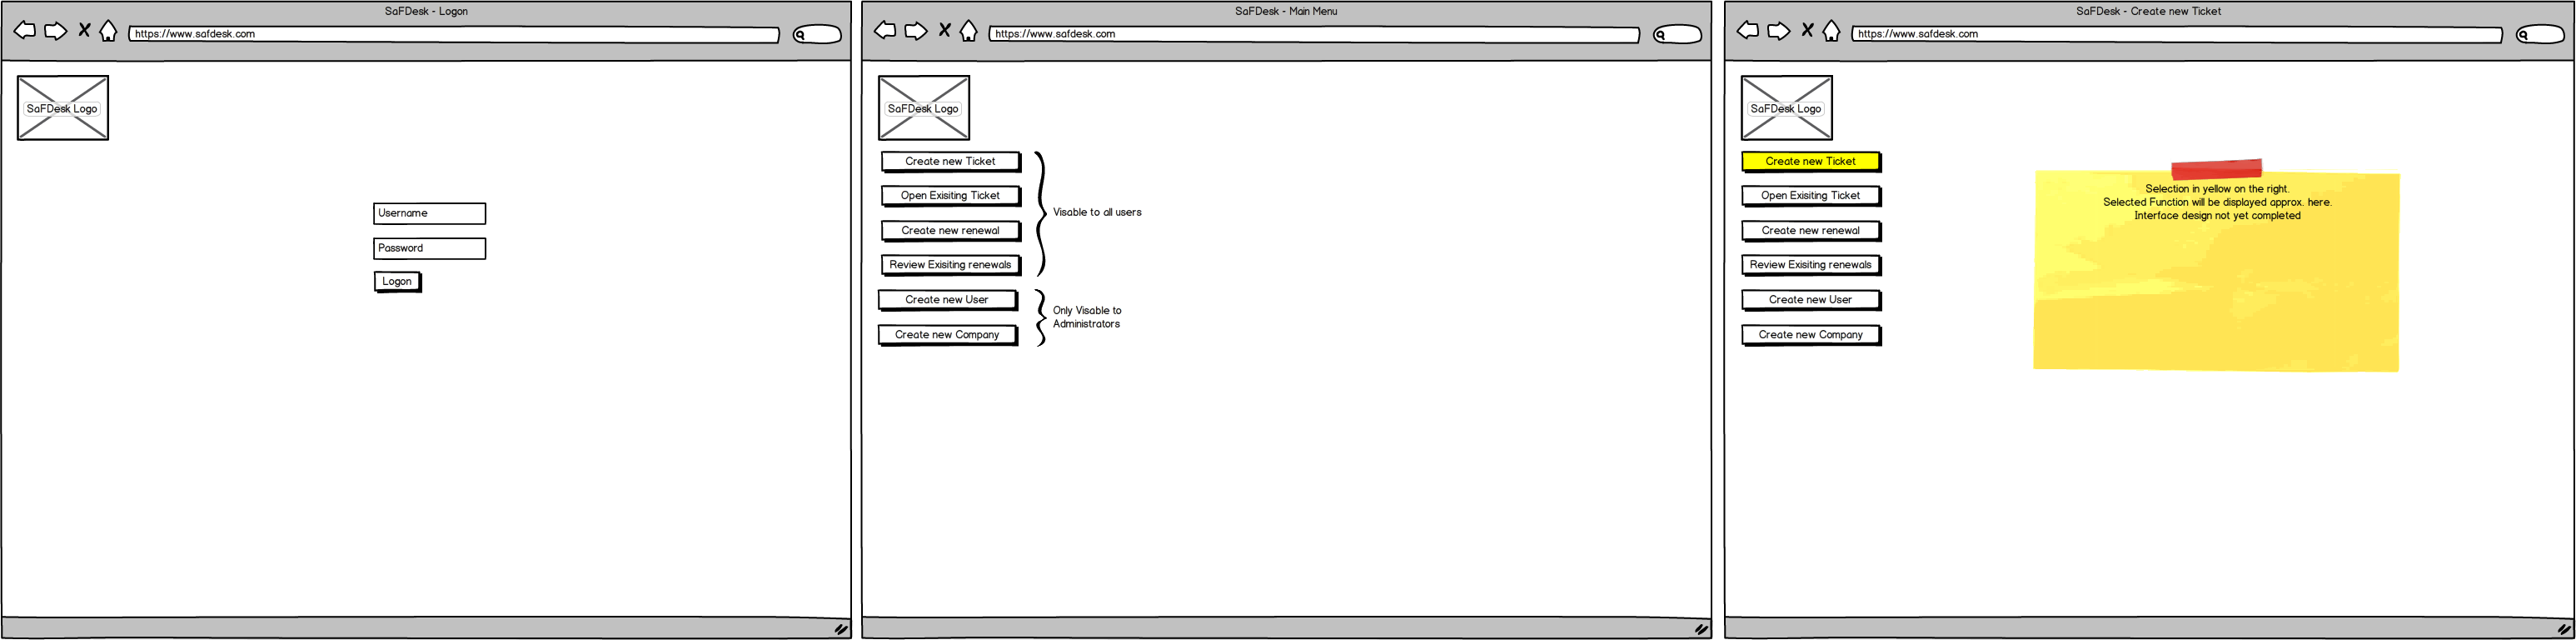 SaFDesk - Logon
https://www.safdesk.com
SaFDesk Logo
Username
Password
Logon
SaFDesk - Main Menu
https://www.safdesk.com
SaFDesk Logo
Create new Ticket
Open Exisiting Ticket
Create new renewal
Review Exisiting renewals
Visable to all users
Create new User
Create new Company
Only Visable to
Administrators
SaFDesk - Create new Ticket
https://www.safdesk.com
SaFDesk Logo
Create new Ticket
Open Exisiting Ticket
Create new renewal
Review Exisiting renewals
Create new User
Create new Company
Selection in yellow on the right.
Selected Function will be displayed approx. here.
Interface design not yet completed